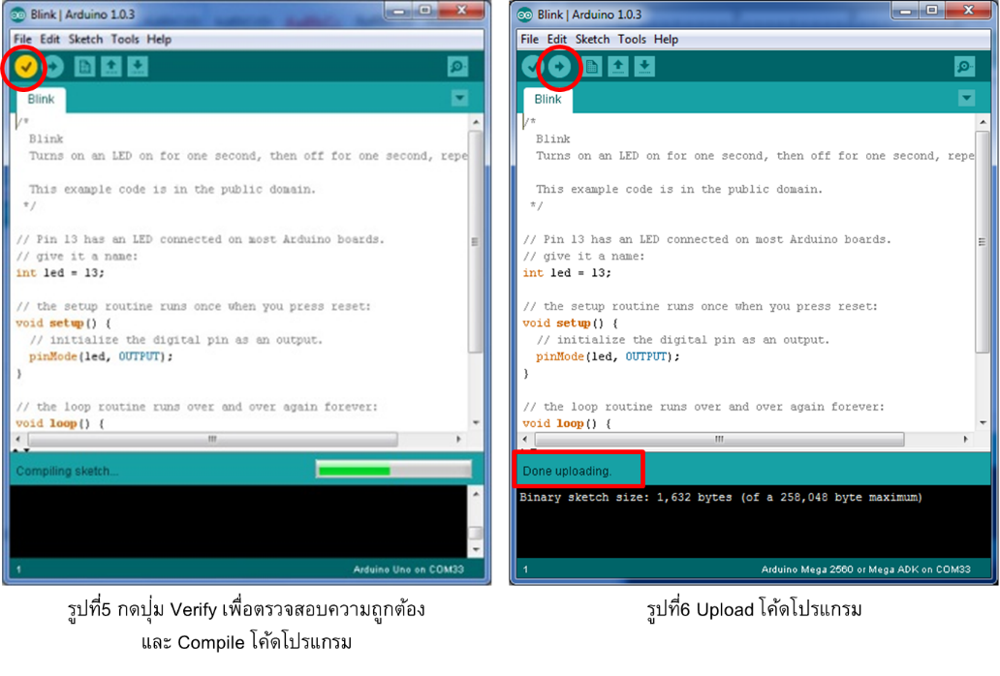 Blink | Arduino 1.0.3
File Edit Sketch Tools Help
Blink
/*
Blink
Turns on an LED on for one second, then off for one second, repe
This example code is in the public domain.
*/
// Pin 13 has an LED connected on most Arduino boards.
// give it a name:
int led = 13;
// the setup routine runs once when you press reset:
void setup() {
// initialize the digital pin as an output.
pinMode(led, OUTPUT);
}
// the loop routine runs over and over again forever:
void loop() {
Compiling sketch...
1
Arduino Uno on COM33
รูปที่5 กดปุ่ม Verify เพื่อตรวจสอบความถูกต้อง
และ Compile โค้ดโปรแกรม
Blink | Arduino 1.0.3
File Edit Sketch Tools Help
Blink
/*
Blink
Turns on an LED on for one second, then off for one second, repe
This example code is in the public domain.
*/
// Pin 13 has an LED connected on most Arduino boards.
// give it a name:
int led = 13;
// the setup routine runs once when you press reset:
void setup() {
// initialize the digital pin as an output.
pinMode(led, OUTPUT);
}
// the loop routine runs over and over again forever:
void loop() {
Done uploading.
Binary sketch size: 1,632 bytes (of a 258,048 byte maximum)
1
Arduino Mega 2560 or Mega ADK on COM33
รูปที่6 Upload โค้ดโปรแกรม